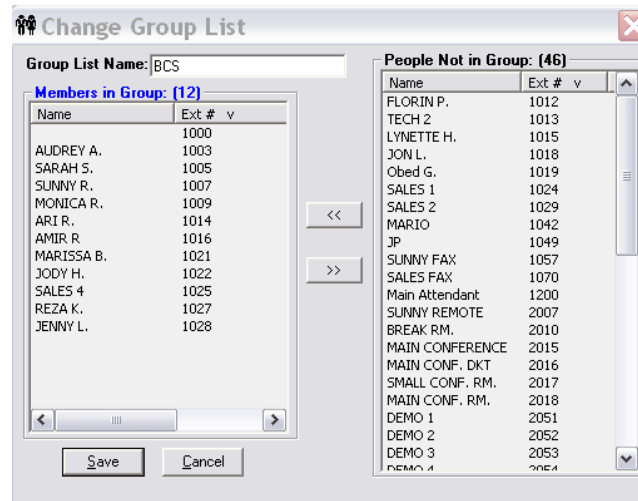 Change Group List
Group List Name: BCS
Members in Group: (12)
Name Ext # v
1000
AUDREY A. 1003
SARAH S. 1005
SUNNY R. 1007
MONICA R. 1009
ARI R. 1014
AMIR R 1016
MARISSA B. 1021
JODY H. 1022
SALES 4 1025
REZA K. 1027
JENNY L. 1028
<<
>>
Save Cancel
People Not in Group: (46)
Name Ext # v
FLORIN P. 1012
TECH 2 1013
LYNETTE H. 1015
JON L. 1018
Obed G. 1019
SALES 1 1024
SALES 2 1029
MARIO 1042
JP 1049
SUNNY FAX 1057
SALES FAX 1070
Main Attendant 1200
SUNNY REMOTE 2007
BREAK RM. 2010
MAIN CONFERENCE 2015
MAIN CONF. DKT 2016
SMALL CONF. RM. 2017
MAIN CONF. RM. 2018
DEMO 1 2051
DEMO 2 2052
DEMO 3 2053
DEMO 4 2054